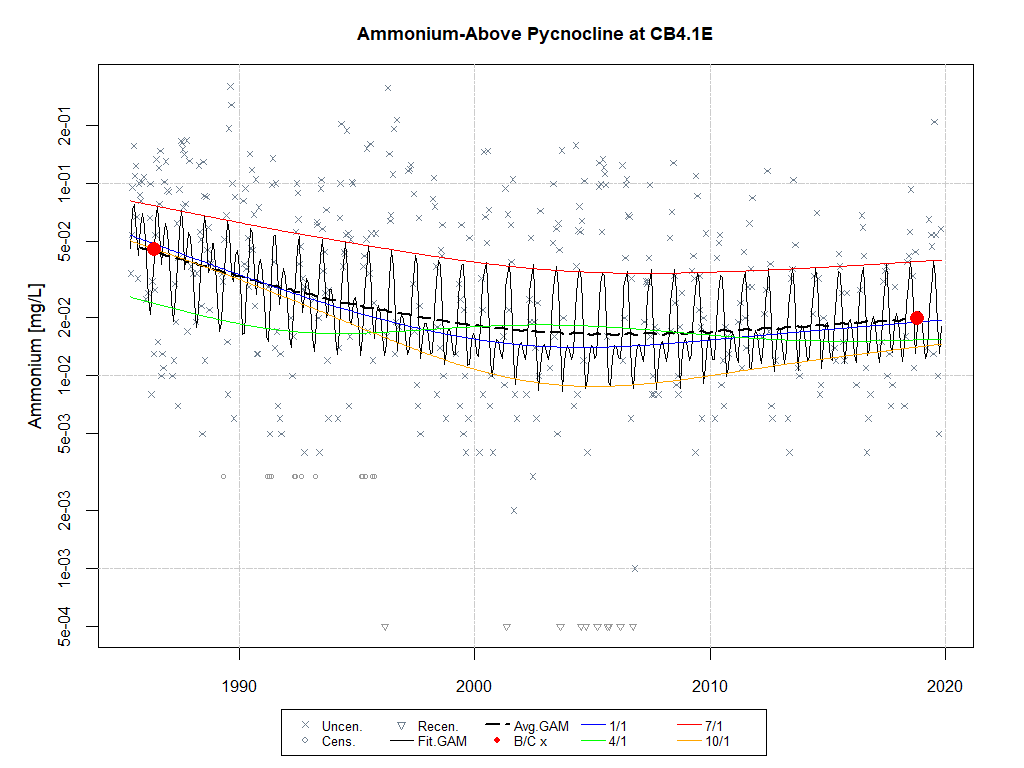 Ammonium-Above Pycnocline at CB4.1E
Ammonium [mg/L]
2e-01
1e-01
5e-02
2e-02
1e-02
5e-03
2e-03
1e-03
5e-04
1990 2000 2010 2020
Uncen. Recen. Avg.GAM 1/1 7/1
Cens. Fit.GAM B/C x 4/1 10/1